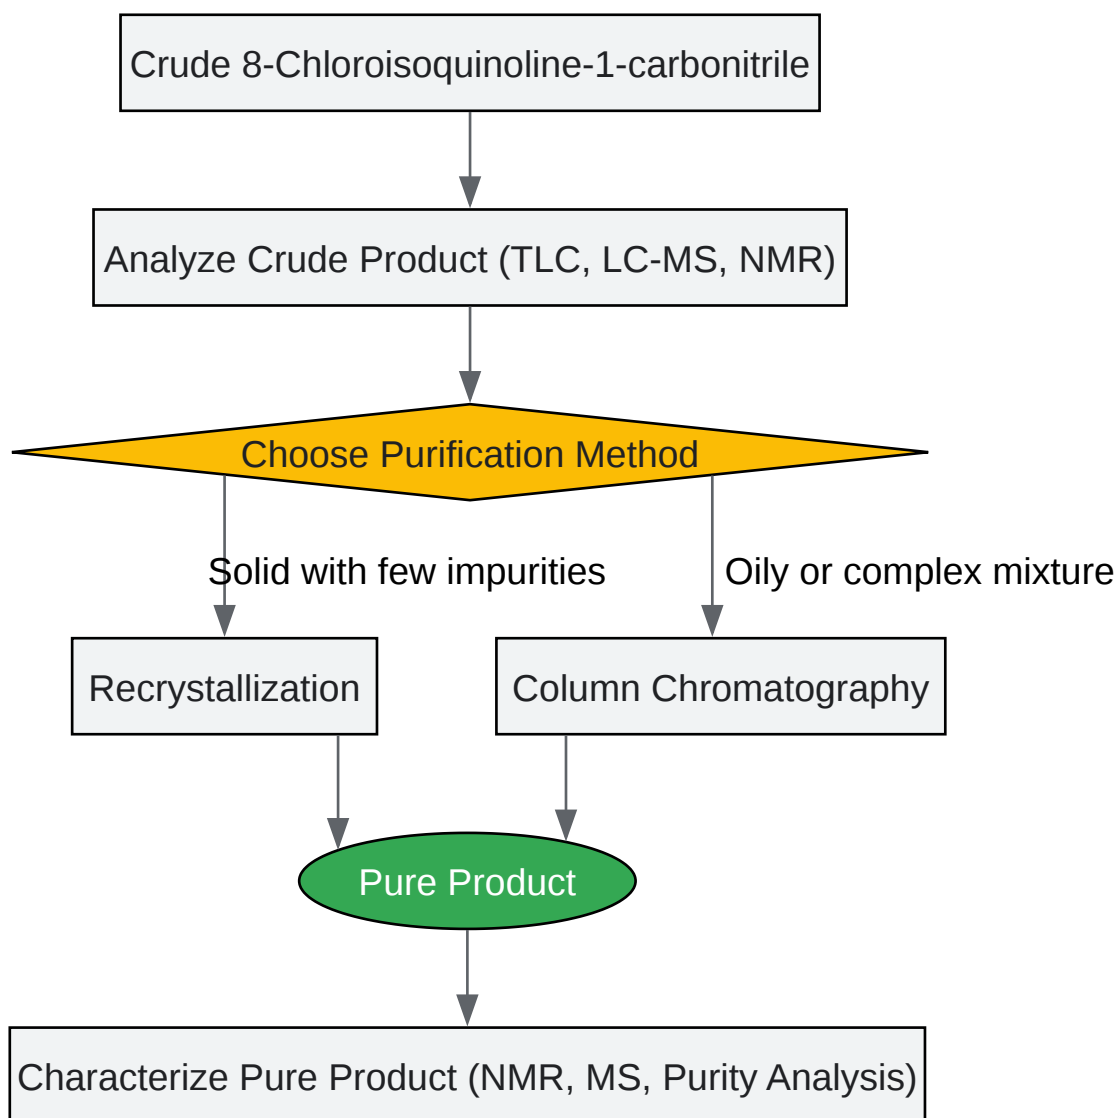 Crude 8-Chloroisoquinoline-1-carbonitrile
Analyze Crude Product (TLC, LC-MS, NMR)
Choose Purification Method
Solid with few impurities
Oily or complex mixture
Recrystallization
Column Chromatography
Pure Product
Characterize Pure Product (NMR, MS, Purity Analysis)